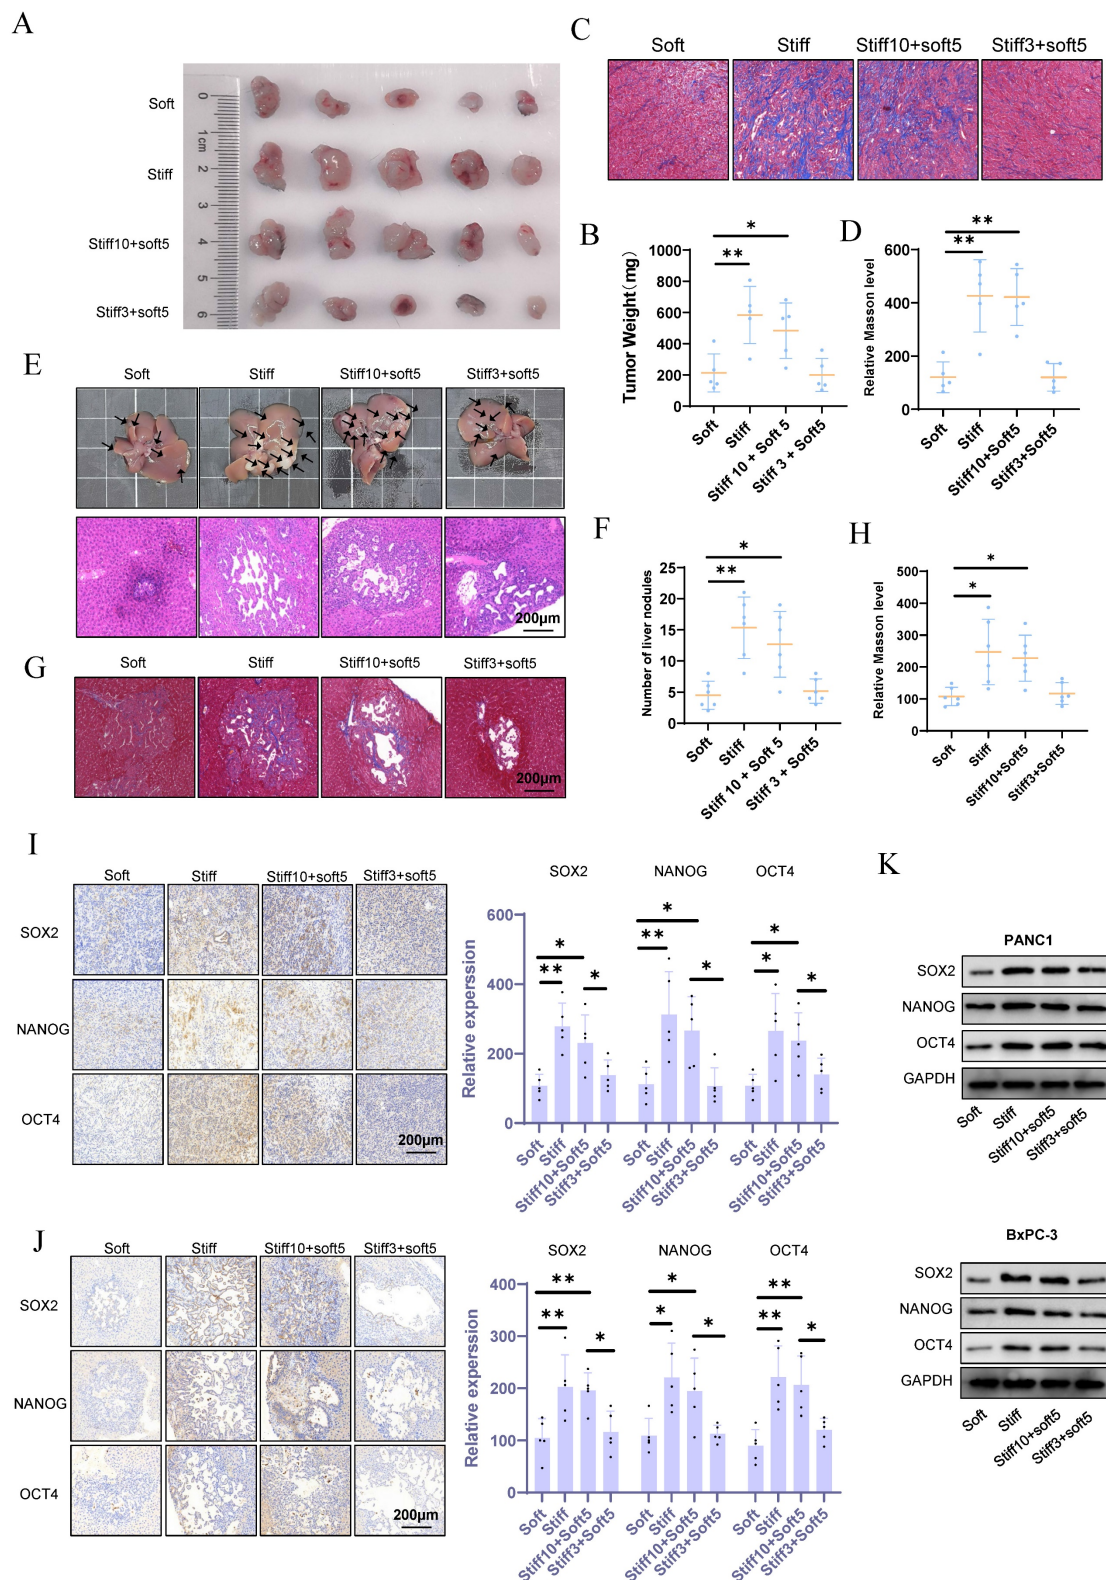 A
Soft
Stiff
Stiff10+soft5
Stiff3+soft5
0
1cm
2
3
4
5
6
C
Soft Stiff Stiff10+soft5 Stiff3+soft5
B
Tumor Weight(mg)
1000
800
600
400
200
0
*
**
Soft
Stiff
Stiff 10 + Soft 5
Stiff 3 + Soft5
D
Relative Masson level
600
400
200
0
**
**
Soft
Stiff
Stiff10+Soft5
Stiff3+Soft5
E
Soft Stiff Stiff10+soft5 Stiff3+soft5
200μm
F
Number of liver nodules
25
20
15
10
5
0
*
**
Soft
Stiff
Stiff 10 + Soft 5
Stiff 3 + Soft5
G
Soft Stiff Stiff10+soft5 Stiff3+soft5
200μm
H
Relative Masson level
500
400
300
200
100
0
*
*
Soft
Stiff
Stiff10+Soft5
Stiff3+Soft5
I
Soft Stiff Stiff10+soft5 Stiff3+soft5
SOX2
NANOG
OCT4
200μm
SOX2 NANOG OCT4
Relative experssion
600
400
200
0
* ** *
* ** *
* * *
Soft Stiff Stiff10+Soft5 Stiff3+Soft5
Soft Stiff Stiff10+Soft5 Stiff3+Soft5
Soft Stiff Stiff10+Soft5 Stiff3+Soft5
J
Soft Stiff Stiff10+soft5 Stiff3+soft5
SOX2
NANOG
OCT4
200μm
SOX2 NANOG OCT4
Relative experssion
400
300
200
100
0
** ** *
* * *
** ** *
Soft Stiff Stiff10+Soft5 Stiff3+Soft5
Soft Stiff Stiff10+Soft5 Stiff3+Soft5
Soft Stiff Stiff10+Soft5 Stiff3+Soft5
K
PANC1
SOX2
NANOG
OCT4
GAPDH
Soft Stiff Stiff10+soft5 Stiff3+soft5
BxPC-3
SOX2
NANOG
OCT4
GAPDH
Soft Stiff Stiff10+soft5 Stiff3+soft5